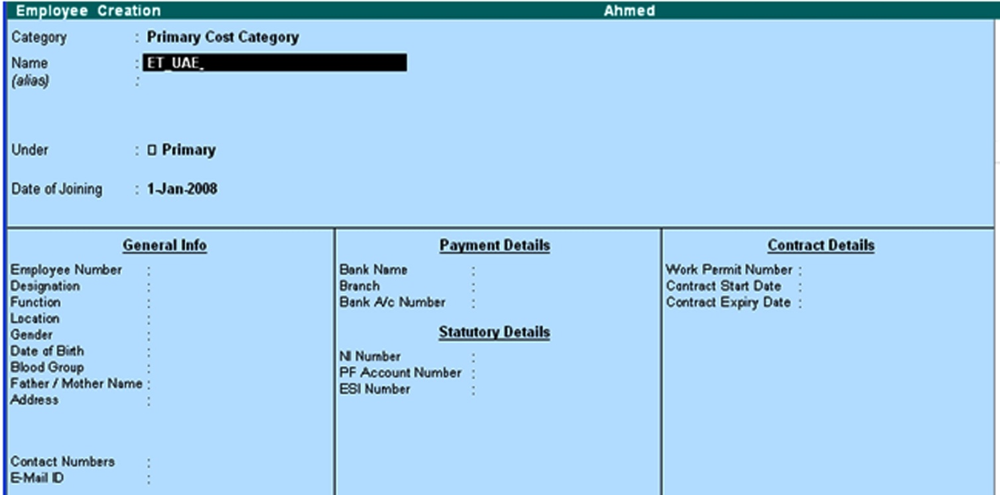 Employee Creation Ahmed
Category : Primary Cost Category
Name : ET_UAE_
(alias) :
Under : Primary
Date of Joining : 1-Jan-2008
General Info
Employee Number :
Designation :
Function :
Location :
Gender :
Date of Birth :
Blood Group :
Father / Mother Name :
Address :
Contact Numbers :
E-Mail ID :
Payment Details
Bank Name :
Branch :
Bank A/c Number :
Statutory Details
NI Number :
PF Account Number :
ESI Number :
Contract Details
Work Permit Number :
Contract Start Date :
Contract Expiry Date :